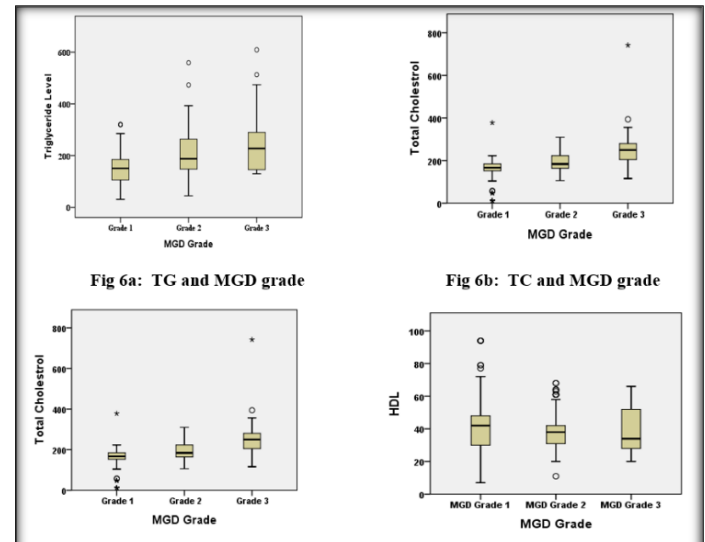 600
400
200
0
Triglyceride Level
Grade 1 Grade 2 Grade 3
MGD Grade
Fig 6a: TG and MGD grade
800
600
400
200
0
Total Cholestrol
Grade 1 Grade 2 Grade 3
MGD Grade
Fig 6b: TC and MGD grade
800
600
400
200
0
Total Cholestrol
Grade 1 Grade 2 Grade 3
MGD Grade
100
80
60
40
20
0
HDL
MGD Grade 1 MGD Grade 2 MGD Grade 3
MGD Grade